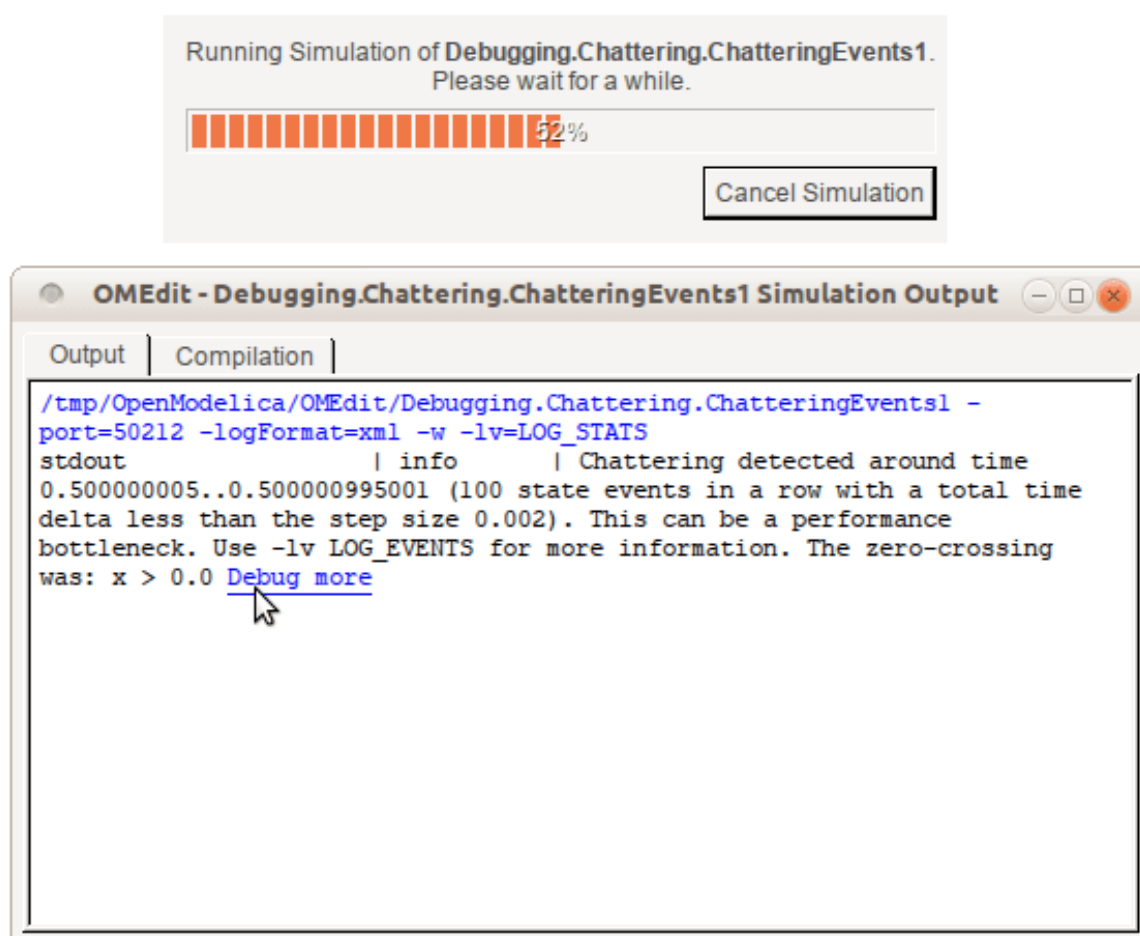 Running Simulation of Debugging.Chattering.ChatteringEvents1.
Please wait for a while.
52%
Cancel Simulation
OMEdit - Debugging.Chattering.ChatteringEvents1 Simulation Output
Output
Compilation
/tmp/OpenModelica/OMEdit/Debugging.Chattering.ChatteringEvents1 -
port=50212 -logFormat=xml -w -lv=LOG_STATS
stdout | info | Chattering detected around time
0.500000005..0.500000995001 (100 state events in a row with a total time
delta less than the step size 0.002). This can be a performance
bottleneck. Use -lv LOG_EVENTS for more information. The zero-crossing
was: x > 0.0 Debug more